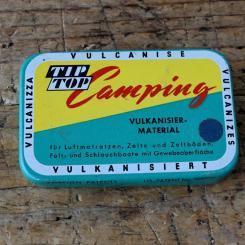 VULCANISE
VULCANIZZA
TIP
TOP
Camping
VULKANISIER-
MATERIAL
für Luftmatratzen, Zelte und Zeltböden,
Falt- und Schlauchboote mit Gewebeoberfläche
VULCANIZES
VULKANISIERT